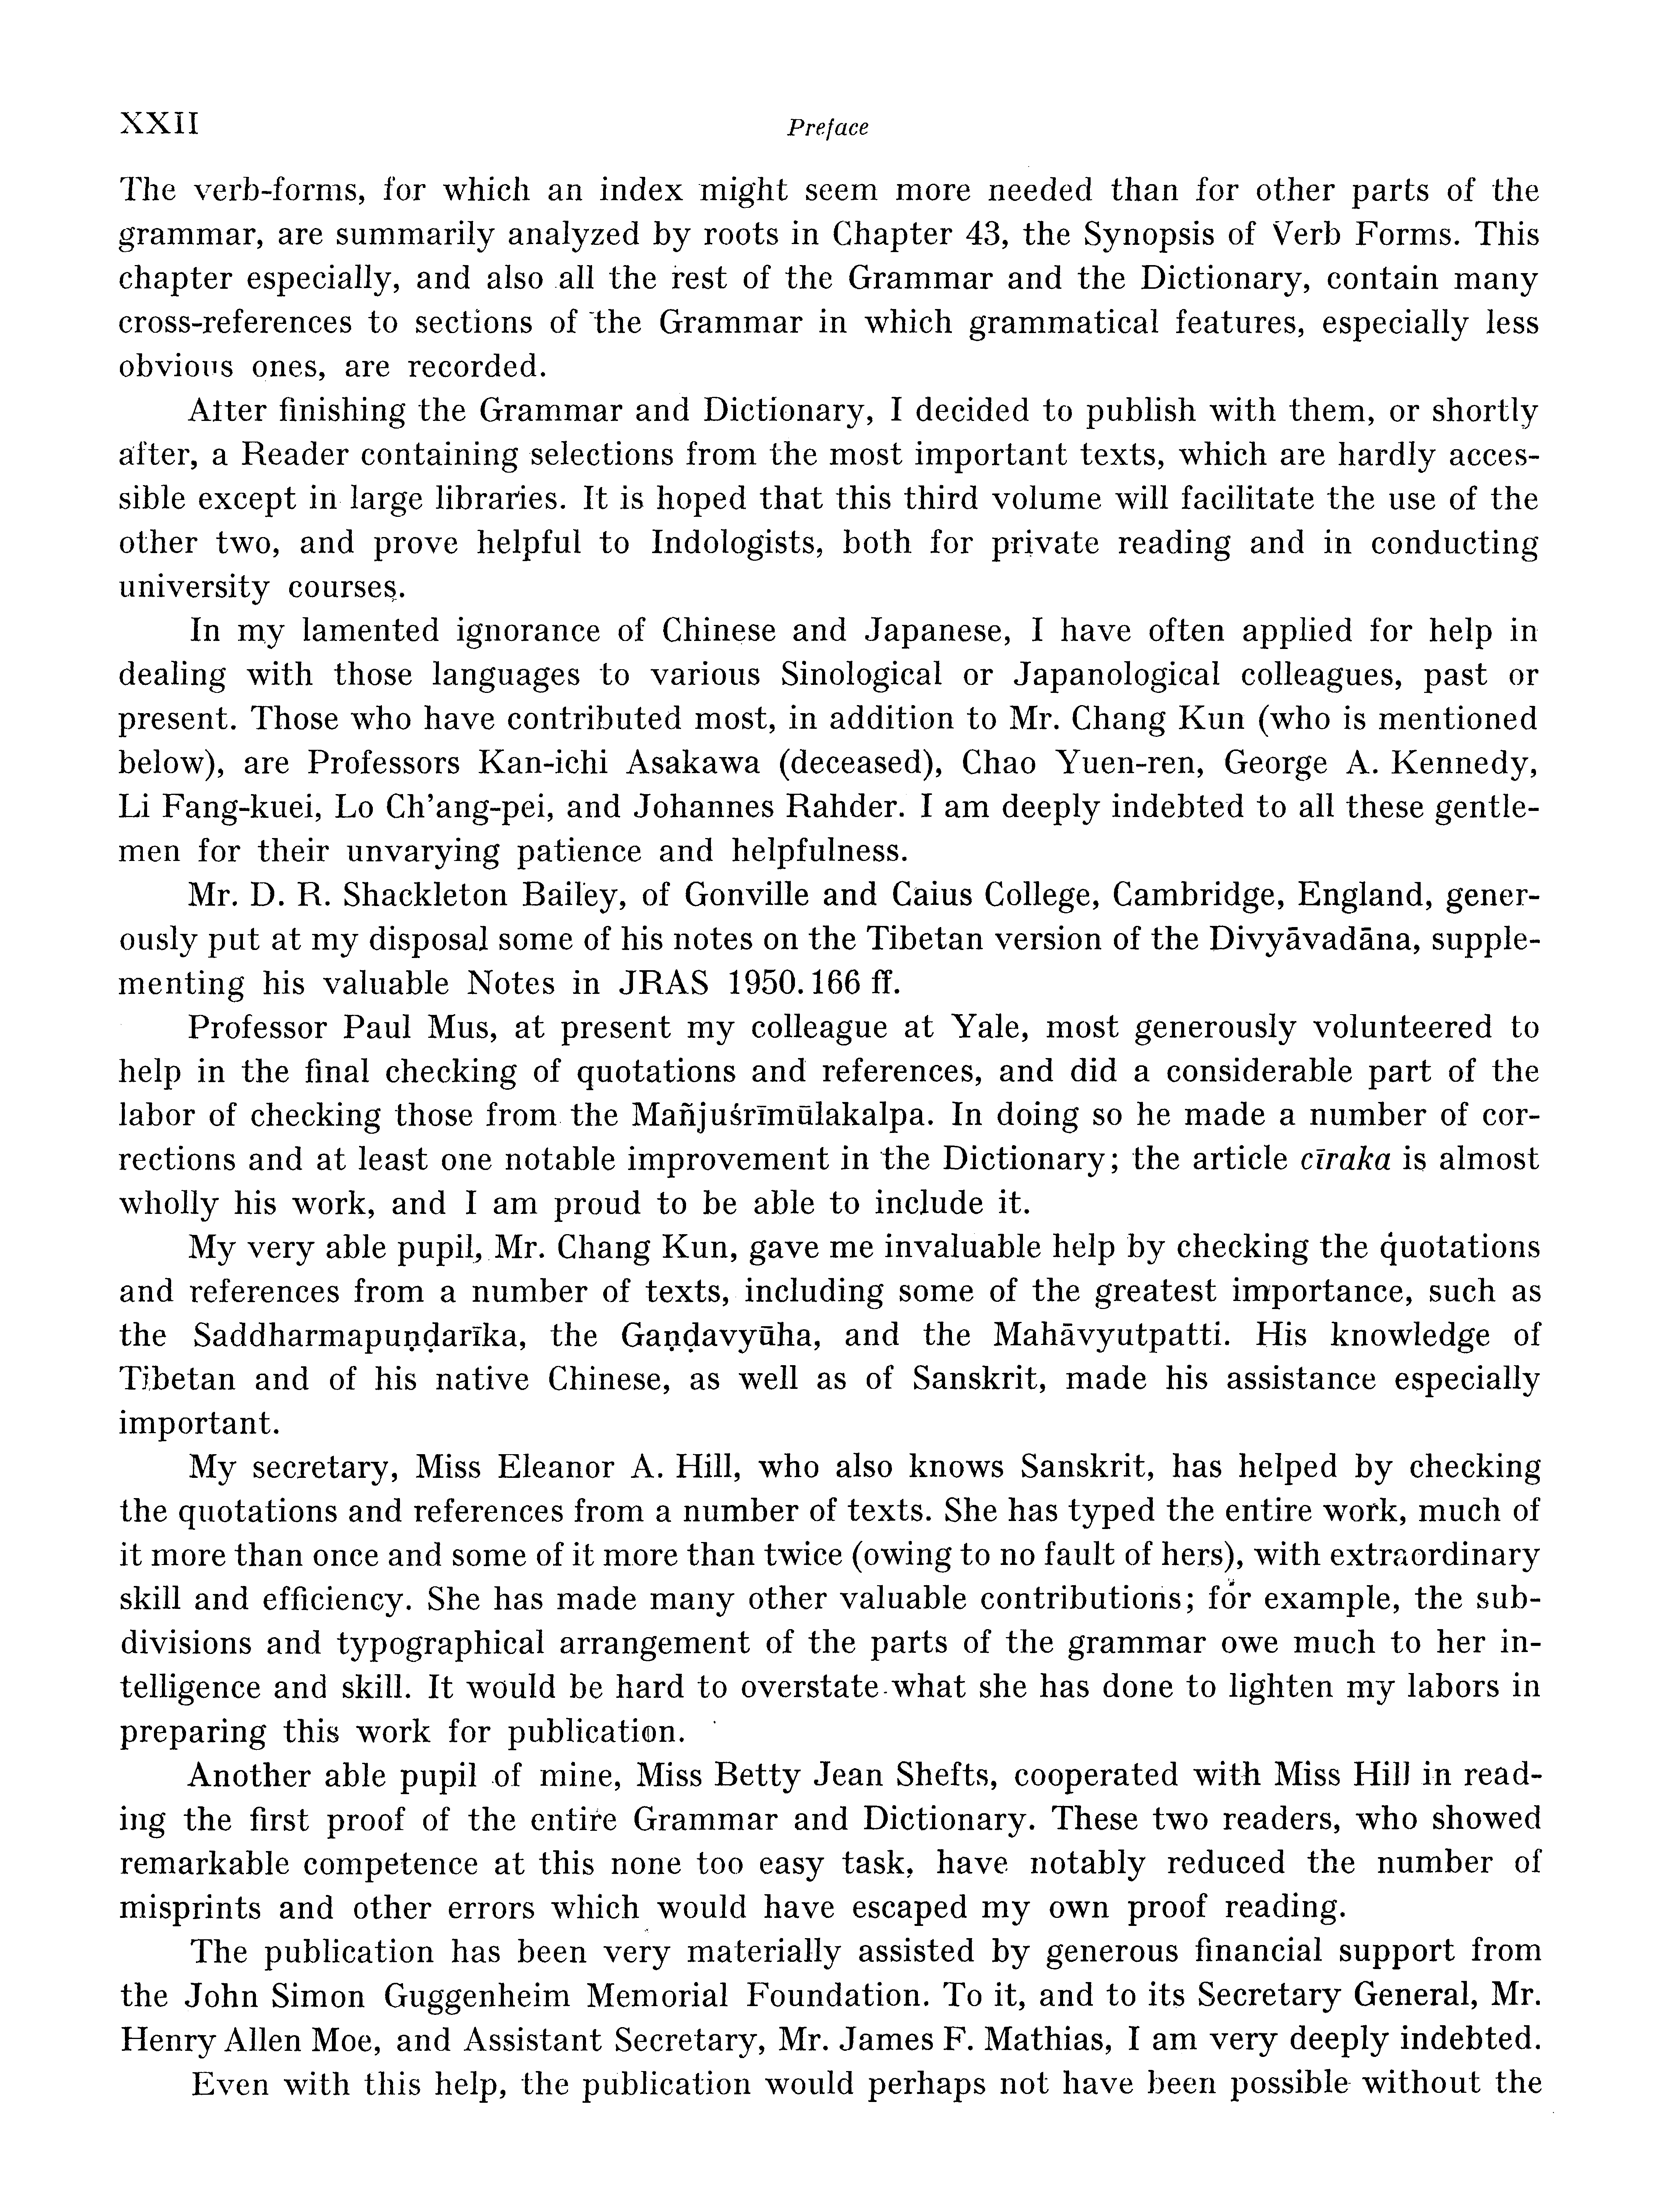 XXII
Preface
The verb-forms, for which an index might seem more needed than for other parts of the
grammar, are summarily analyzed by roots in Chapter 43, the Synopsis of Verb Forms. This
chapter especially, and also all the rest of the Grammar and the Dictionary, contain many
cross-references to sections of the Grammar in which grammatical features, especially less
obvious ones, are recorded.
After finishing the Grammar and Dictionary, I decided to publish with them, or shortly
after, a Reader containing selections from the most important texts, which are hardly acces-
sible except in large libraries. It is hoped that this third volume will facilitate the use of the
other two, and prove helpful to Indologists, both for private reading and in conducting
university courses.
In my lamented ignorance of Chinese and Japanese, I have often applied for help in
dealing with those languages to various Sinological or Japanological colleagues, past or
present. Those who have contributed most, in addition to Mr. Chang Kun (who is mentioned
below), are Professors Kan-ichi Asakawa (deceased), Chao Yuen-ren, George A. Kennedy,
Li Fang-kuei, Lo Ch'ang-pei, and Johannes Rahder. I am deeply indebted to all these gentle-
men for their unvarying patience and helpfulness.
Mr. D. R. Shackleton Bailey, of Gonville and Caius College, Cambridge, England, gener-
ously put at my disposal some of his notes on the Tibetan version of the Divyāvadāna, supple-
menting his valuable Notes in JRAS 1950.166 ff.
Professor Paul Mus, at present my colleague at Yale, most generously volunteered to
help in the final checking of quotations and references, and did a considerable part of the
labor of checking those from the Mañjuśrīmūlakalpa. In doing so he made a number of cor-
rections and at least one notable improvement in the Dictionary; the article cīraka is almost
wholly his work, and I am proud to be able to include it.
My very able pupil, Mr. Chang Kun, gave me invaluable help by checking the quotations
and references from a number of texts, including some of the greatest importance, such as
the Saddharmapuṇḍarīka, the Gaṇḍavyūha, and the Mahāvyutpatti. His knowledge of
Tibetan and of his native Chinese, as well as of Sanskrit, made his assistance especially
important.
My secretary, Miss Eleanor A. Hill, who also knows Sanskrit, has helped by checking
the quotations and references from a number of texts. She has typed the entire work, much of
it more than once and some of it more than twice (owing to no fault of hers), with extraordinary
skill and efficiency. She has made many other valuable contributions; for example, the sub-
divisions and typographical arrangement of the parts of the grammar owe much to her in-
telligence and skill. It would be hard to overstate what she has done to lighten my labors in
preparing this work for publication.
Another able pupil of mine, Miss Betty Jean Shefts, cooperated with Miss Hill in read-
ing the first proof of the entire Grammar and Dictionary. These two readers, who showed
remarkable competence at this none too easy task, have notably reduced the number of
misprints and other errors which would have escaped my own proof reading.
The publication has been very materially assisted by generous financial support from
the John Simon Guggenheim Memorial Foundation. To it, and to its Secretary General, Mr.
Henry Allen Moe, and Assistant Secretary, Mr. James F. Mathias, I am very deeply indebted.
Even with this help, the publication would perhaps not have been possible without the